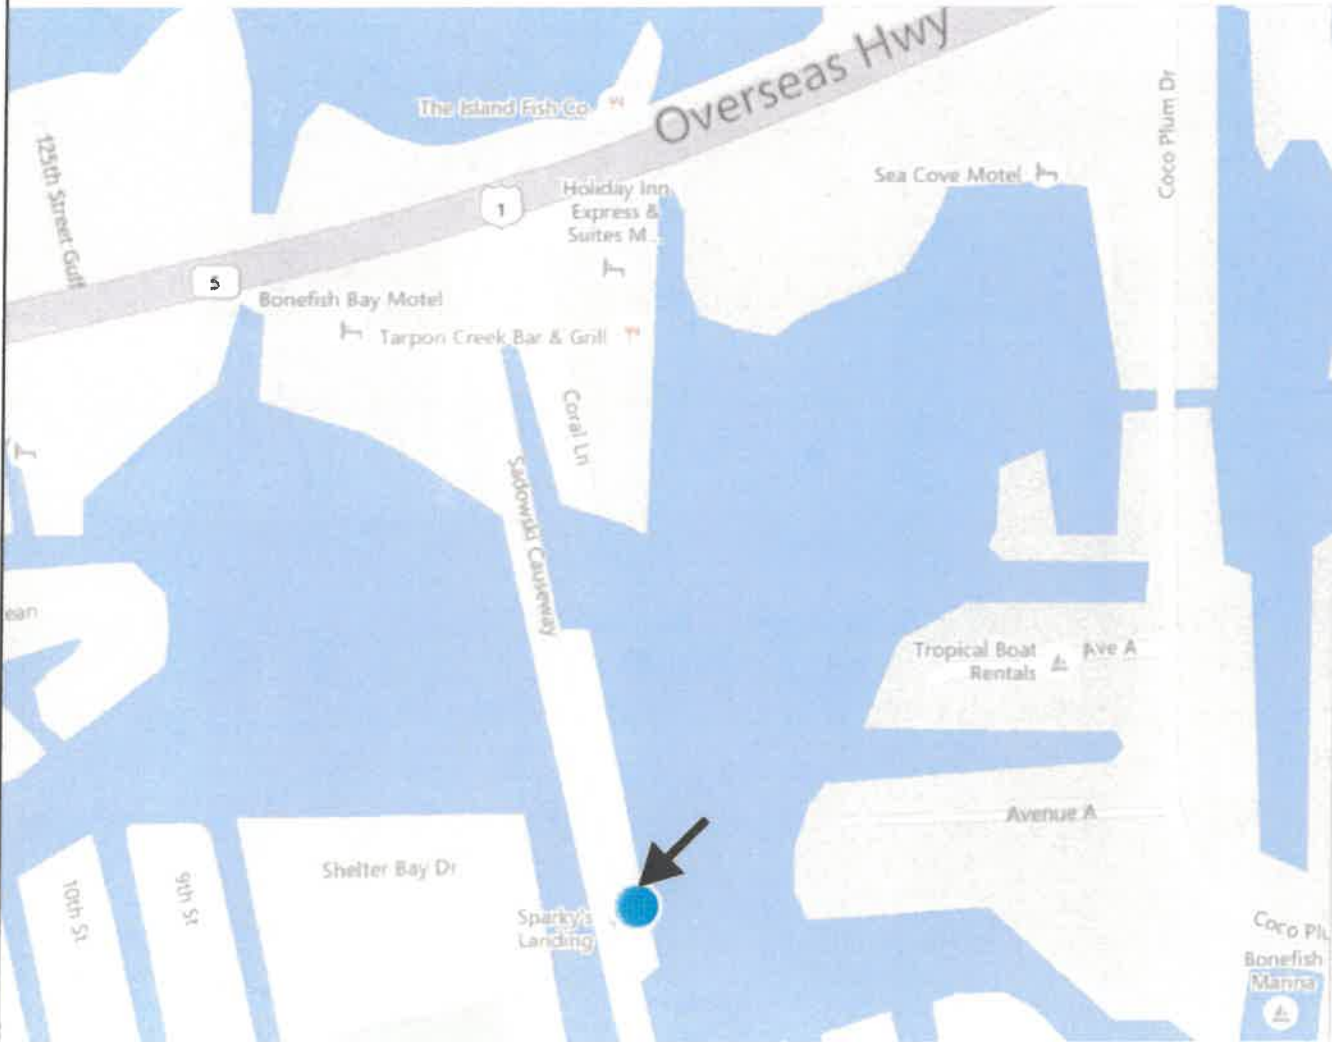 Overseas Hwy
The Island Fish Co
Coco Plum Dr
125th Street Gulf
Sea Cove Motel
Holiday Inn
Express &
Suites M...
1
5
Bonefish Bay Motel
Tarpon Creek Bar & Grill
Coral Ln
Sadowski Causeway
ean
Tropical Boat
Rentals
Ave A
Avenue A
Shelter Bay Dr
10th St
9th St
Sparky's
Landing
Coco Plu
Bonefish
Marina